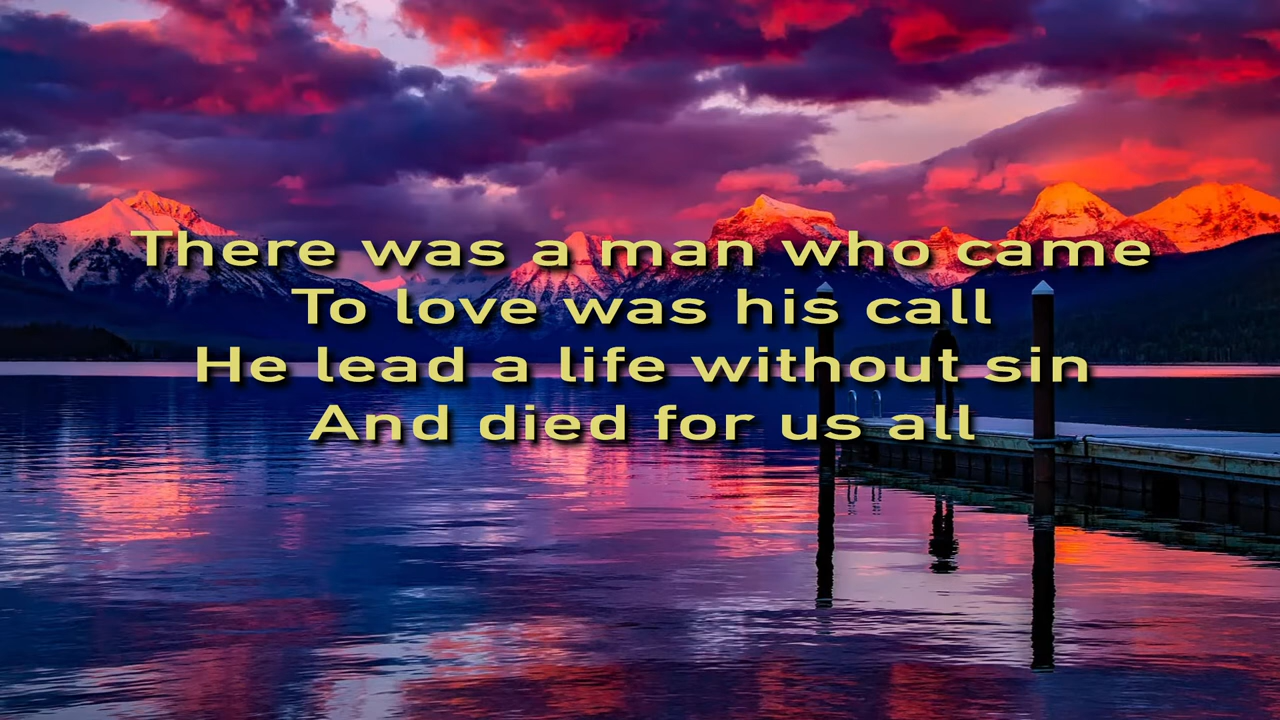 There was a man who came
To love was his call
He lead a life without sin
And died for us all